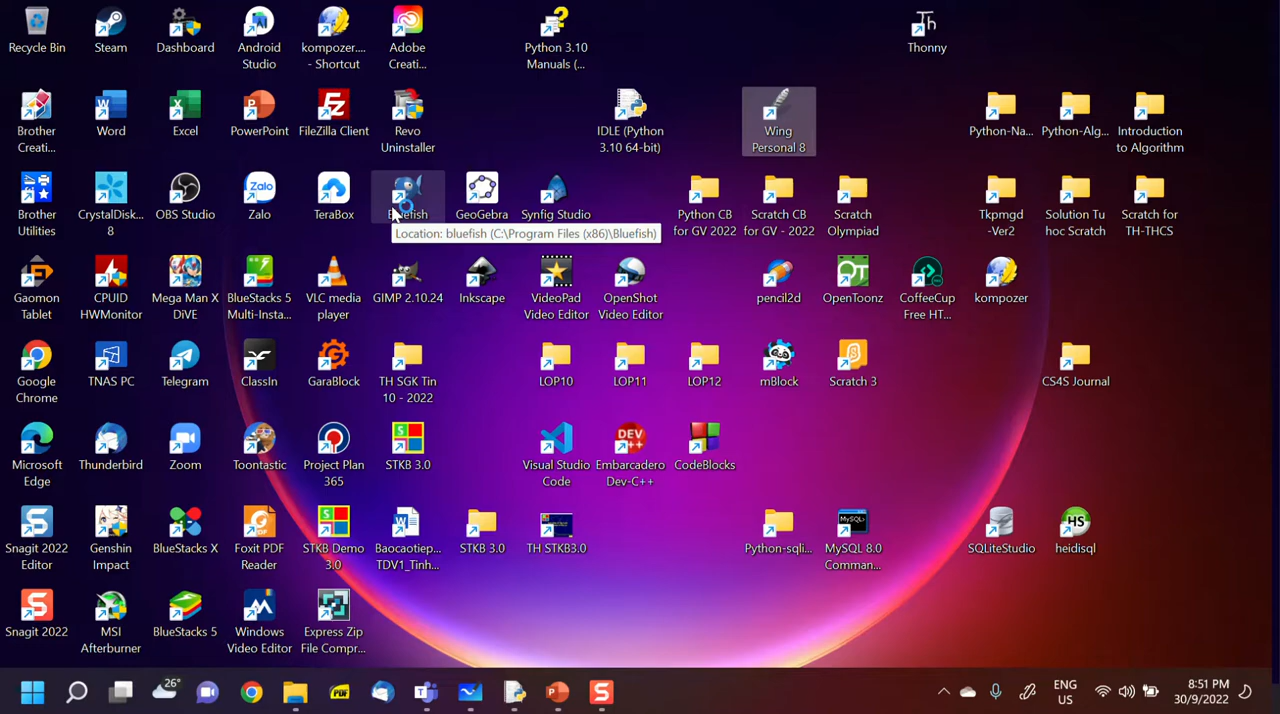 Recycle Bin
Steam
Dashboard
Android
Studio
kompozer....
- Shortcut
Adobe
Creati...
Python 3.10
Manuals (...
Th
Thonny
Brother
Creati...
Word
Excel
PowerPoint
FileZilla Client
Revo
Uninstaller
IDLE (Python
3.10 64-bit)
Wing
Personal 8
Python-Na...
Python-Alg...
Introduction
to Algorithm
Brother
Utilities
CrystalDisk...
8
OBS Studio
Zalo
Zalo
TeraBox
Bluefish
GeoGebra
Synfig Studio
Python CB
for GV 2022
Scratch CB
for GV - 2022
Scratch
Olympiad
Tkpmgd
-Ver2
Solution Tu
hoc Scratch
Scratch for
TH-THCS
Location: bluefish (C:\Program Files (x86)\Bluefish)
Gaomon
Tablet
CPUID
HWMonitor
Mega Man X
DiVE
BlueStacks 5
Multi-Insta...
VLC media
player
GIMP 2.10.24
Inkscape
VideoPad
Video Editor
OpenShot
Video Editor
pencil2d
OT
OpenToonz
CoffeeCup
Free HT...
kompozer
Google
Chrome
TNAS PC
Telegram
ClassIn
GaraBlock
TH SGK Tin
10 - 2022
LOP10
LOP11
LOP12
mBlock
Scratch 3
CS4S Journal
Microsoft
Edge
Thunderbird
Zoom
Toontastic
Project Plan
365
STKB 3.0
Visual Studio
Code
DEV
C++
Embarcadero
Dev-C++
CodeBlocks
Snagit 2022
Editor
Genshin
Impact
BlueStacks X
Foxit PDF
Reader
STKB Demo
3.0
Baocaotiep...
TDV1_Tinh...
STKB 3.0
TH STKB3.0
Python-sqli...
MySQL>
MySQL 8.0
Comman...
SQLiteStudio
HS
heidisql
Snagit 2022
MSI
Afterburner
BlueStacks 5
Windows
Video Editor
Express Zip
File Compr...
26°
PDF
ENG
US
8:51 PM
30/9/2022